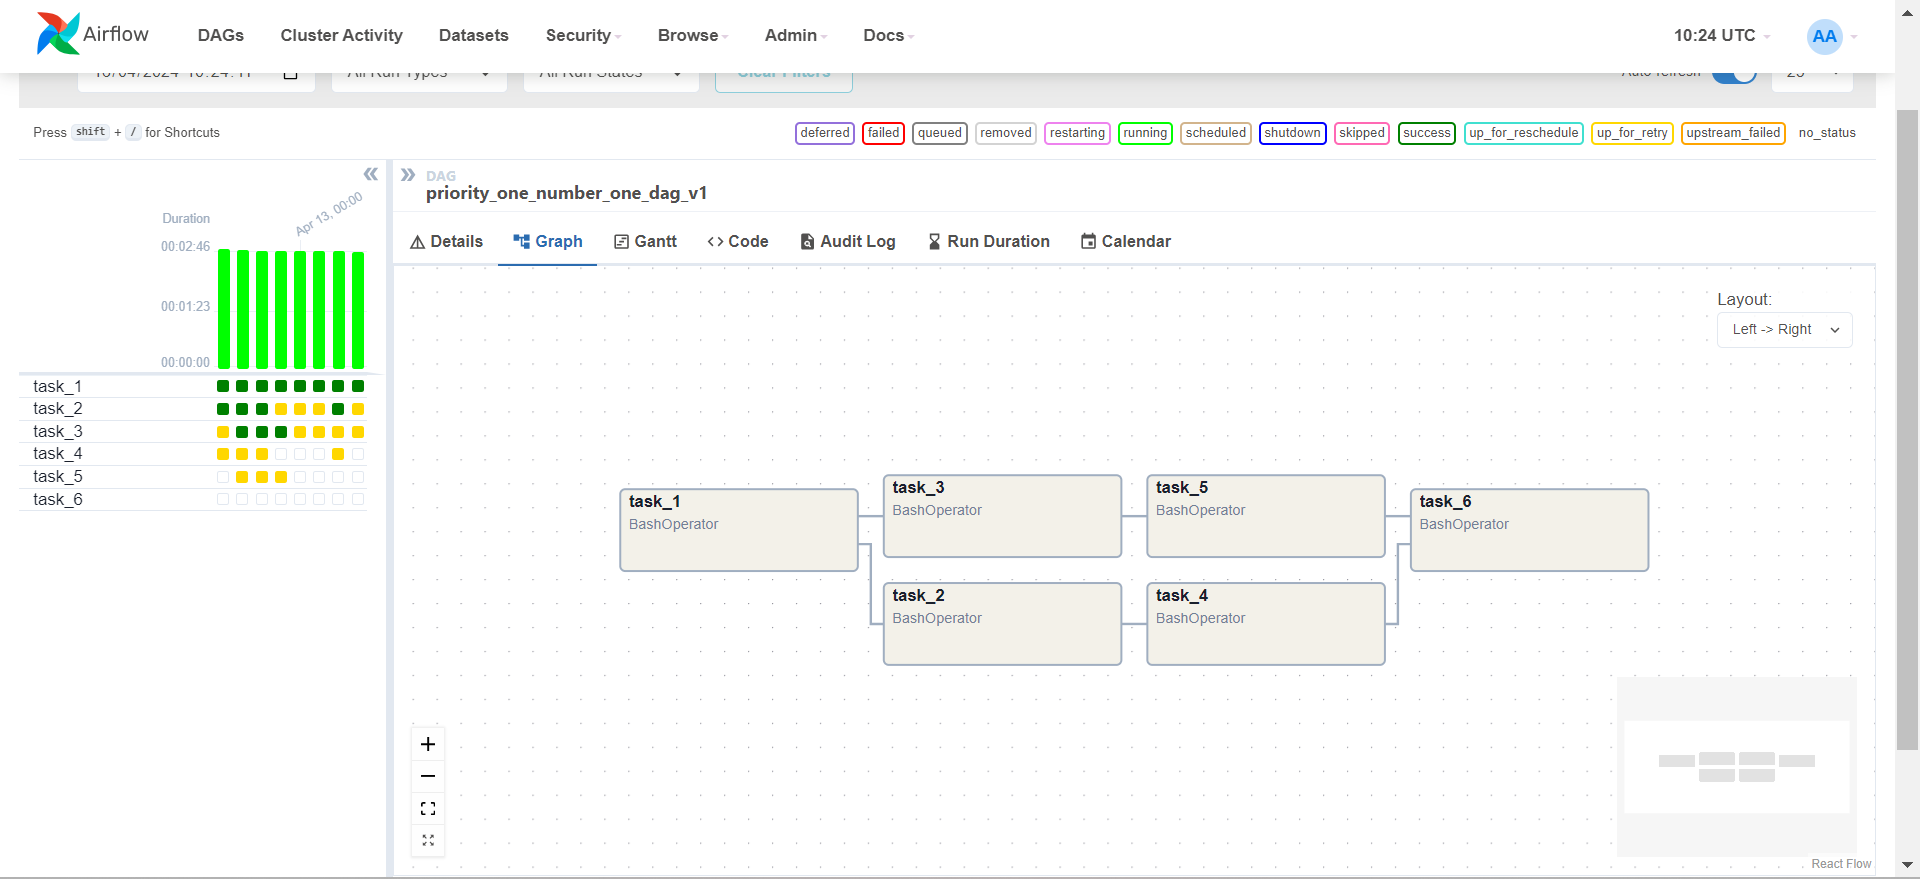 Airflow
DAGs
Cluster Activity
Datasets
Security
Browse
Admin
Docs
10:24 UTC
AA
All Run Types
All Run States
Clear Filters
Auto-refresh
25
Press shift + / for Shortcuts
deferred
failed
queued
removed
restarting
running
scheduled
shutdown
skipped
success
up_for_reschedule
up_for_retry
upstream_failed
no_status
DAG
priority_one_number_one_dag_v1
Details
Graph
Gantt
Code
Audit Log
Run Duration
Calendar
Duration
Apr 13, 00:00
00:02:46
00:01:23
00:00:00
task_1
task_2
task_3
task_4
task_5
task_6
Layout:
Left -> Right
task_1
BashOperator
task_3
BashOperator
task_5
BashOperator
task_6
BashOperator
task_2
BashOperator
task_4
BashOperator
React Flow